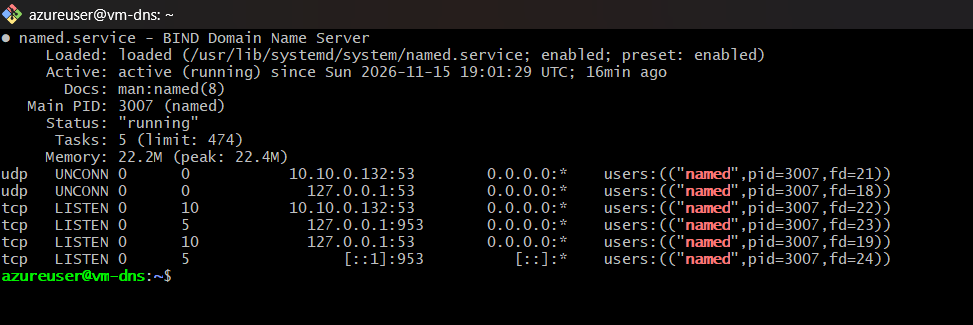 azureuser@vm-dns: ~
● named.service - BIND Domain Name Server
     Loaded: loaded (/usr/lib/systemd/system/named.service; enabled; preset: enabled)
     Active: active (running) since Sun 2026-11-15 19:01:29 UTC; 16min ago
       Docs: man:named(8)
   Main PID: 3007 (named)
     Status: "running"
      Tasks: 5 (limit: 474)
     Memory: 22.2M (peak: 22.4M)
udp   UNCONN 0      0          10.10.0.132:53        0.0.0.0:*    users:(("named",pid=3007,fd=21))
udp   UNCONN 0      0            127.0.0.1:53        0.0.0.0:*    users:(("named",pid=3007,fd=18))
tcp   LISTEN 0      10         10.10.0.132:53        0.0.0.0:*    users:(("named",pid=3007,fd=22))
tcp   LISTEN 0      5            127.0.0.1:953       0.0.0.0:*    users:(("named",pid=3007,fd=23))
tcp   LISTEN 0      10           127.0.0.1:53        0.0.0.0:*    users:(("named",pid=3007,fd=19))
tcp   LISTEN 0      5                [::1]:953          [::]:*    users:(("named",pid=3007,fd=24))
azureuser@vm-dns:~$